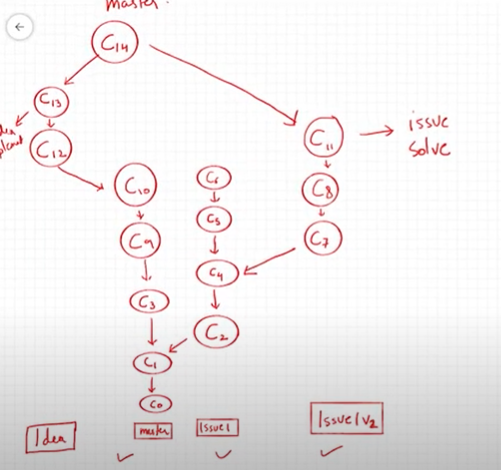 master
C14
C13
C12
C11
issue
solve
C10
C6
C8
C5
C9
C7
C4
C3
C2
C1
C0
Idea
master
Issue1
Issue1v2